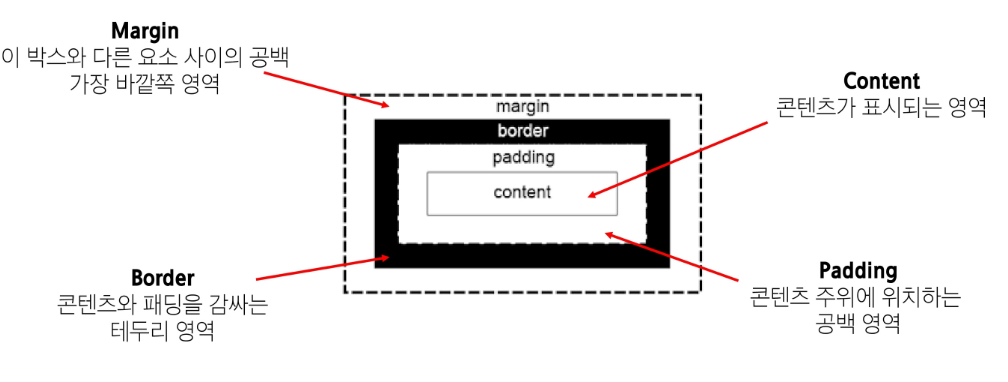 Margin
이 박스와 다른 요소 사이의 공백
가장 바깥쪽 영역
Content
콘텐츠가 표시되는 영역
margin
border
padding
content
Border
콘텐츠와 패딩을 감싸는
테두리 영역
Padding
콘텐츠 주위에 위치하는
공백 영역